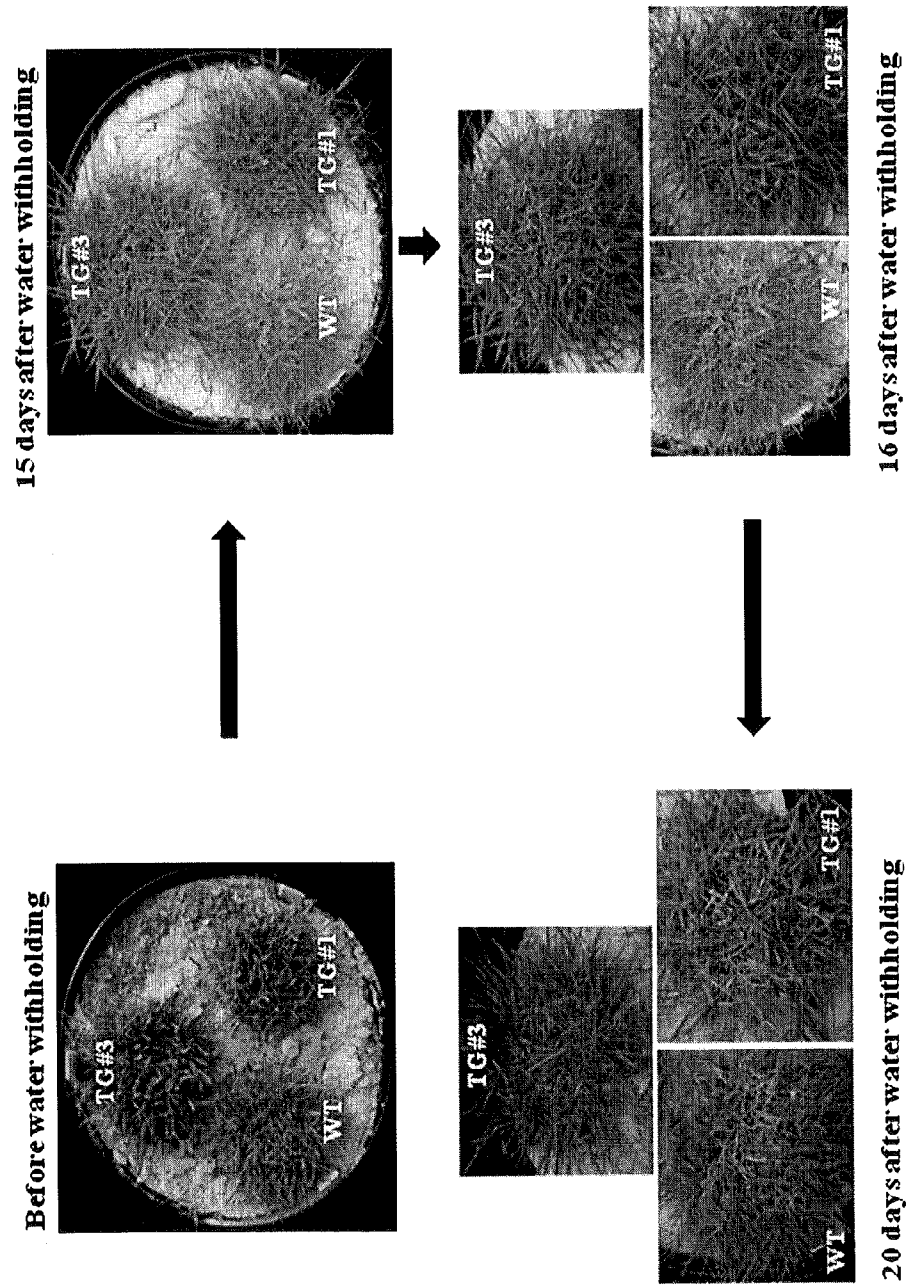 Before water withholding
TG#3
WT
TG#1
15 days after water withholding
TG#3
WT
TG#1
TG#3
WT
TG#1
16 days after water withholding
TG#3
WT
TG#1
20 days after water withholding